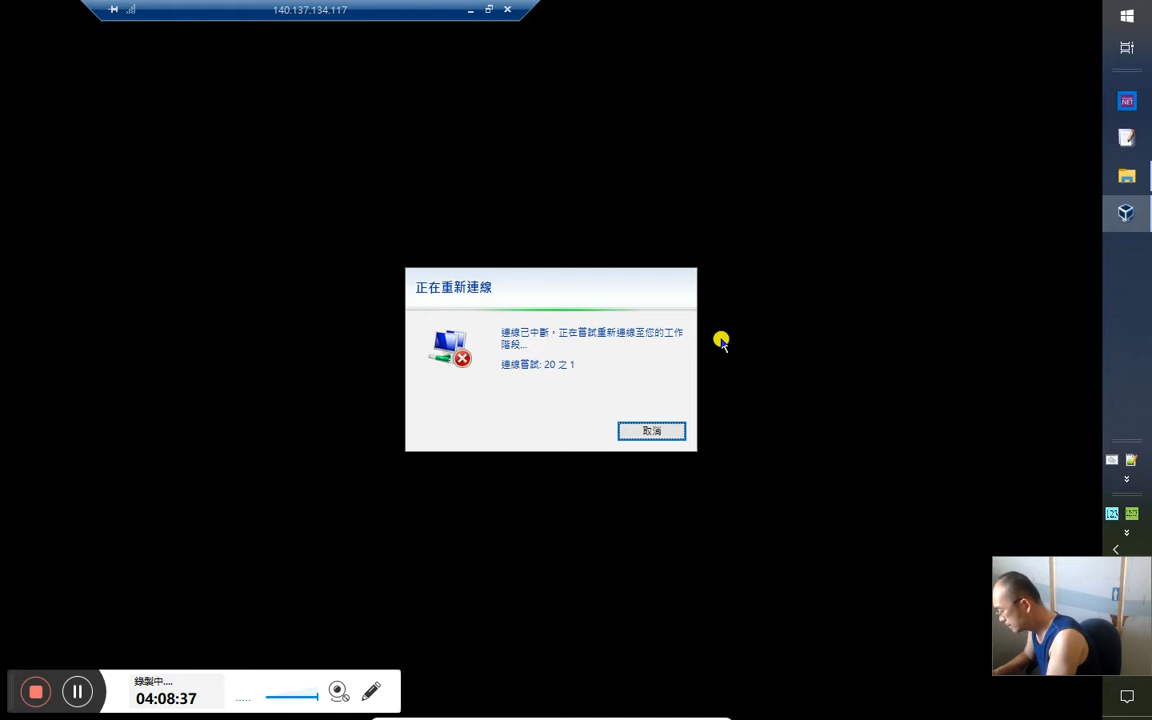 140.137.134.117
正在重新連線
連線已中斷。正在嘗試重新連線至您的工作
階段...
連線嘗試: 20 之 1
取消
錄製中....
04:08:37
.....